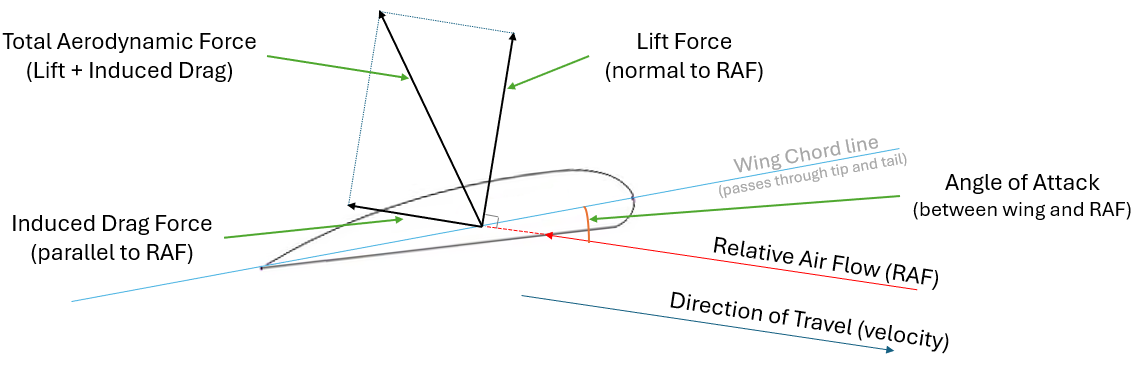 Total Aerodynamic Force
(Lift + Induced Drag)
Lift Force
(normal to RAF)
Wing Chord line
(passes through tip and tail)
Angle of Attack
(between wing and RAF)
Induced Drag Force
(parallel to RAF)
Relative Air Flow (RAF)
Direction of Travel (velocity)